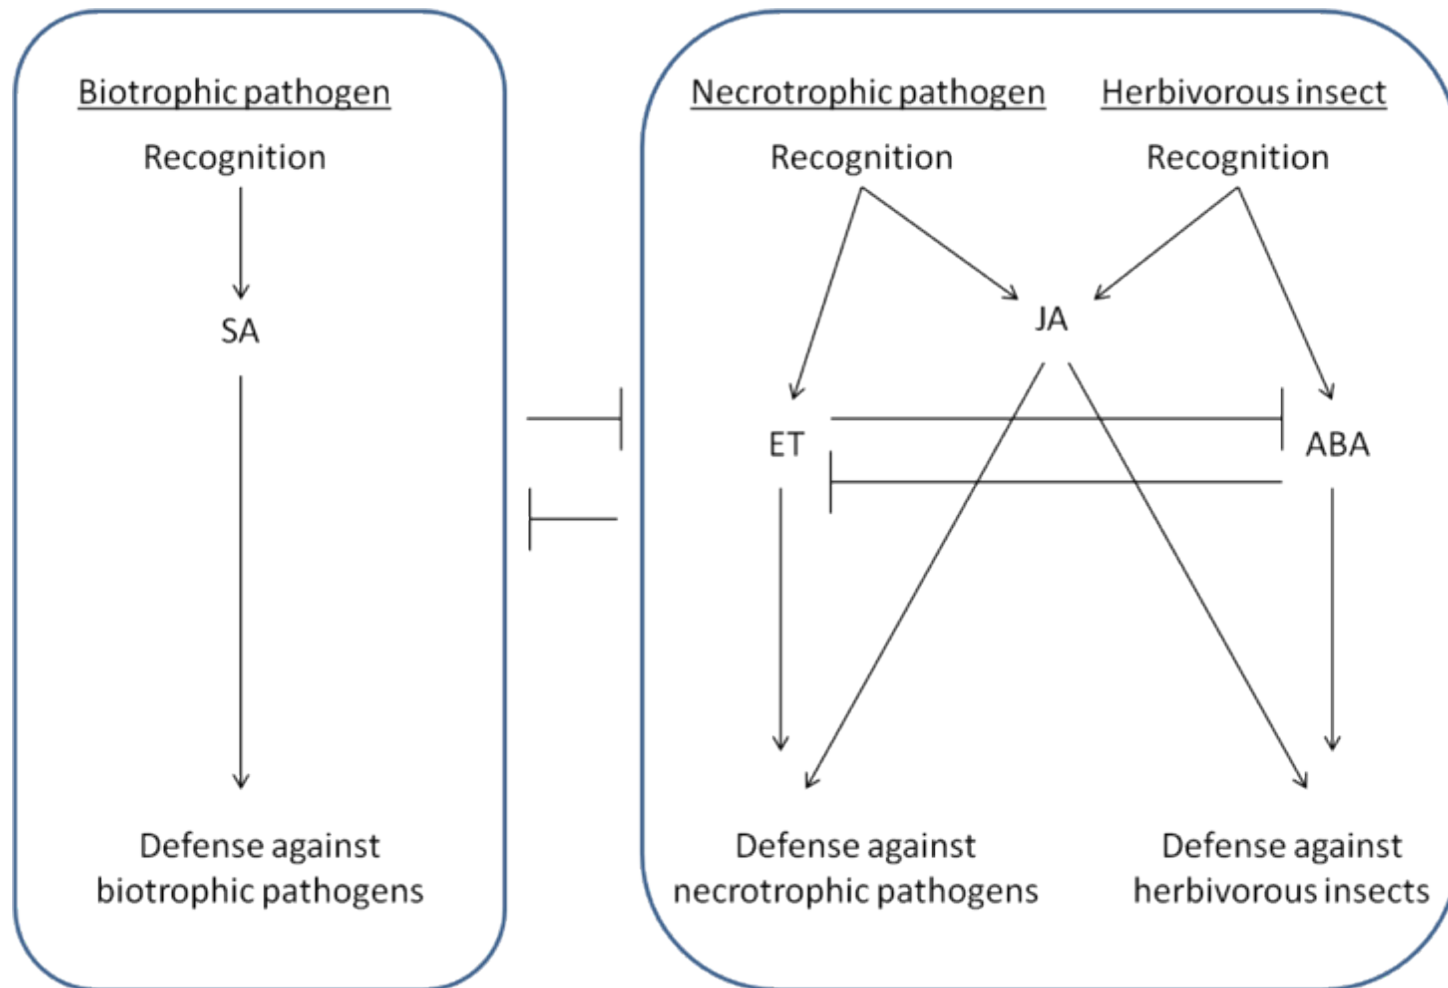 Biotrophic pathogen
Recognition
SA
Defense against
biotrophic pathogens
Necrotrophic pathogen
Herbivorous insect
Recognition
Recognition
JA
ET
ABA
Defense against
necrotrophic pathogens
Defense against
herbivorous insects